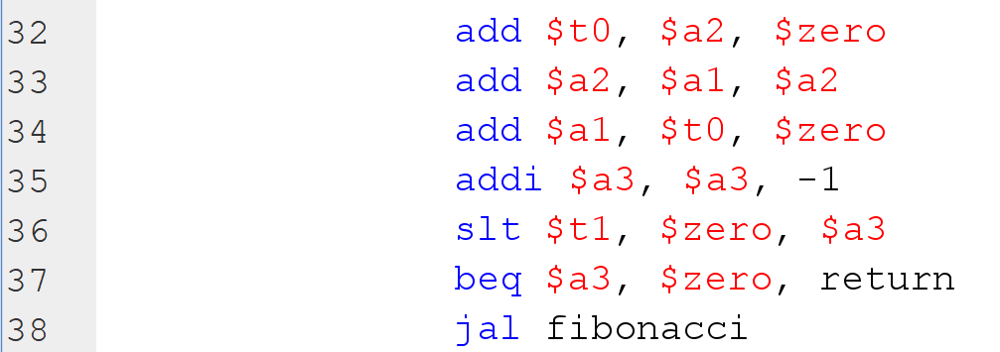 32 add $t0, $a2, $zero
33 add $a2, $a1, $a2
34 add $a1, $t0, $zero
35 addi $a3, $a3, -1
36 slt $t1, $zero, $a3
37 beq $a3, $zero, return
38 jal fibonacci